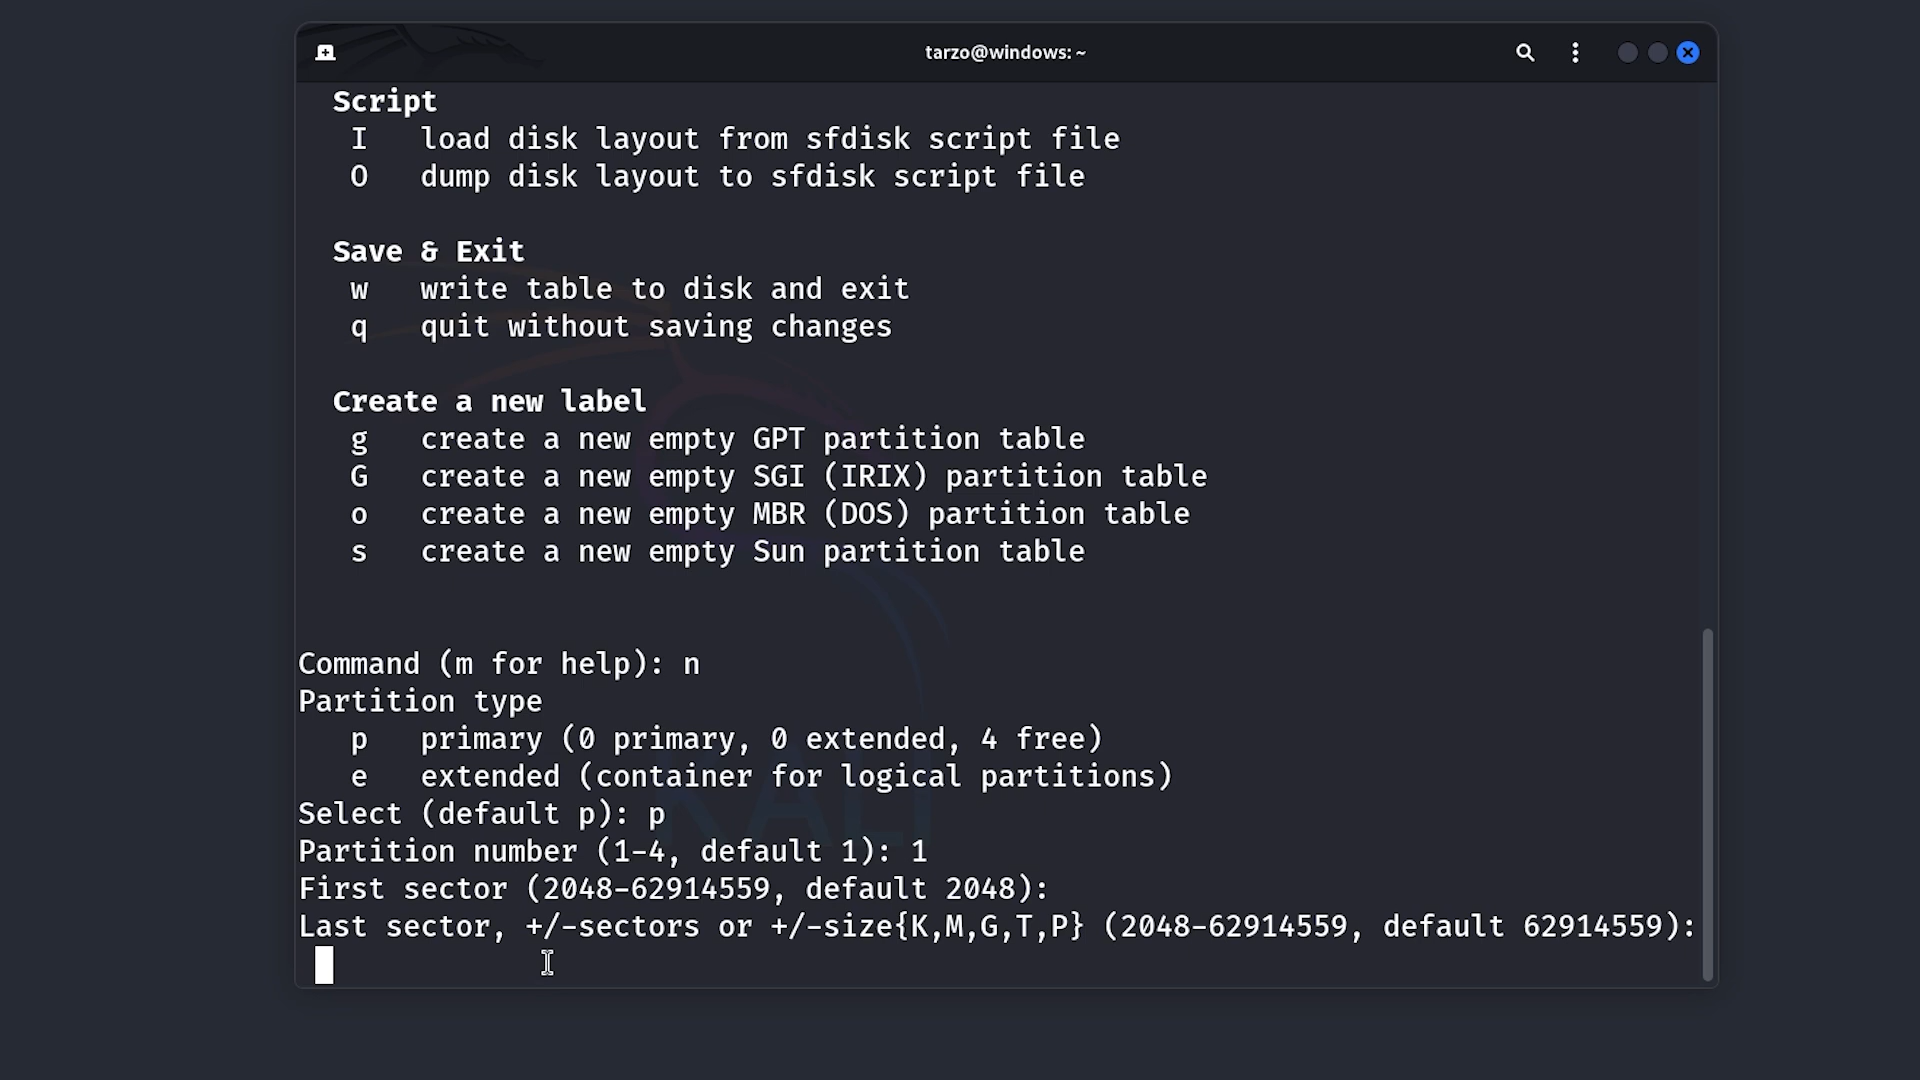 tarzo@windows: ~
Script
I   load disk layout from sfdisk script file
O   dump disk layout to sfdisk script file
Save & Exit
w   write table to disk and exit
q   quit without saving changes
Create a new label
g   create a new empty GPT partition table
G   create a new empty SGI (IRIX) partition table
o   create a new empty MBR (DOS) partition table
s   create a new empty Sun partition table
Command (m for help): n
Partition type
p   primary (0 primary, 0 extended, 4 free)
e   extended (container for logical partitions)
Select (default p): p
Partition number (1-4, default 1): 1
First sector (2048-62914559, default 2048):
Last sector, +/-sectors or +/-size{K,M,G,T,P} (2048-62914559, default 62914559):
KALI